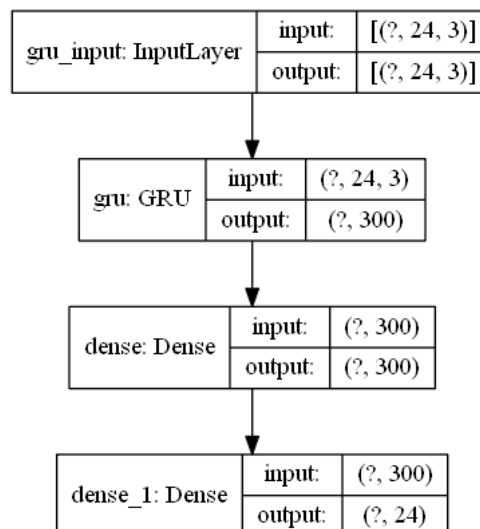 gru_input: InputLayer
input: [(?, 24, 3)]
output: [(?, 24, 3)]
gru: GRU
input: (?, 24, 3)
output: (?, 300)
dense: Dense
input: (?, 300)
output: (?, 300)
dense_1: Dense
input: (?, 300)
output: (?, 24)